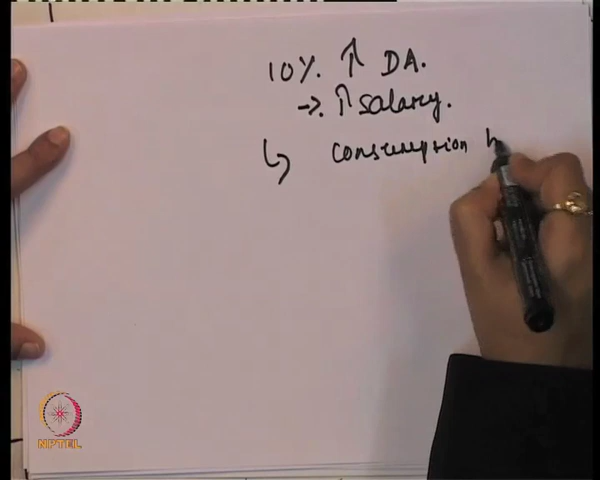 10% ↑ DA.
→ ↑ salary.
↳ consumption
NPTEL